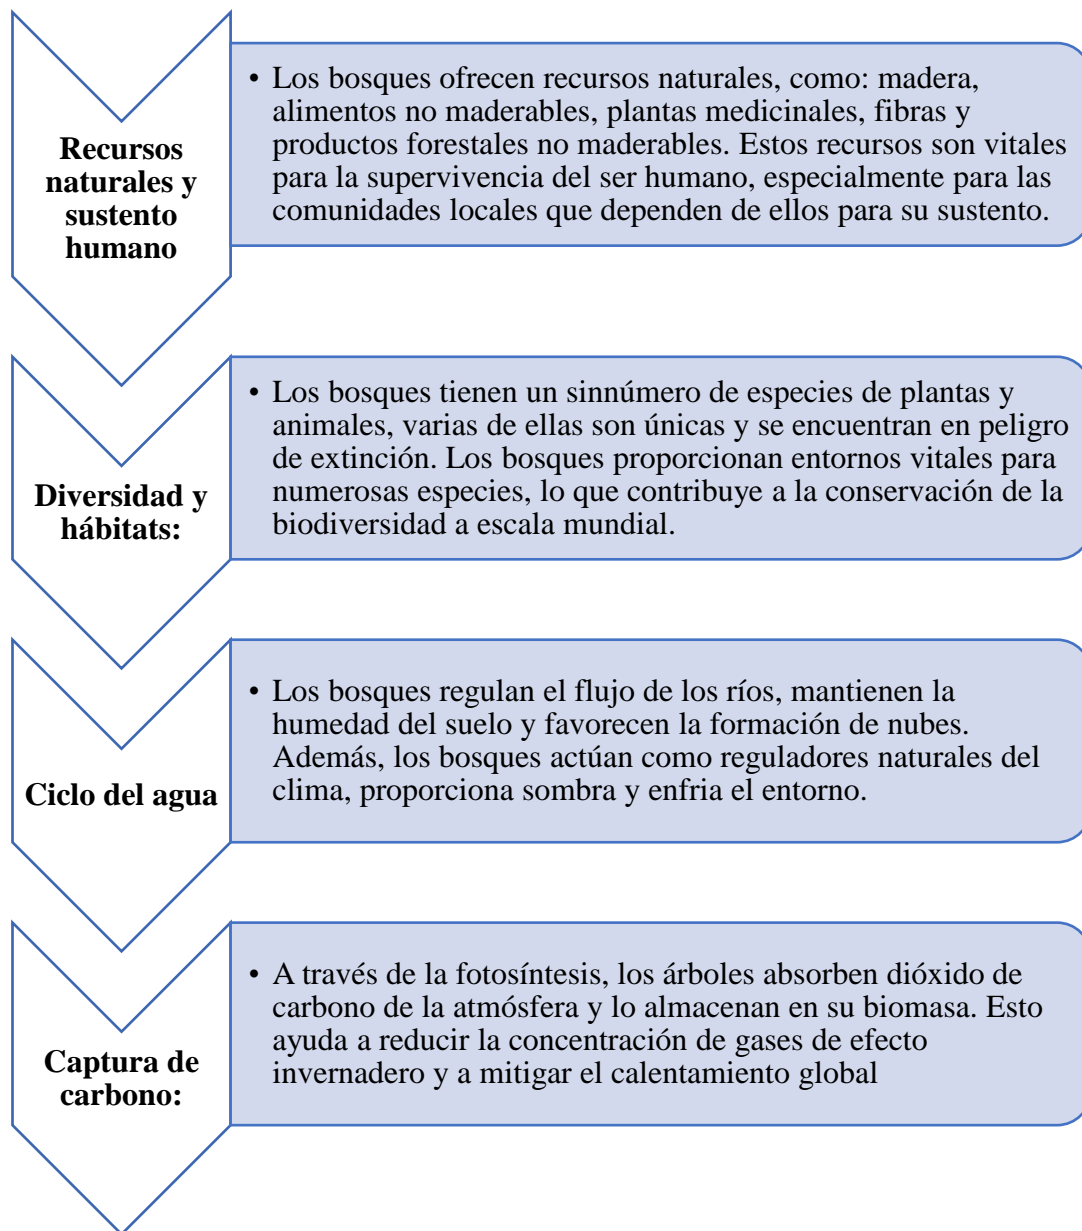 Recursos
naturales y
sustento
humano
• Los bosques ofrecen recursos naturales, como: madera,
alimentos no maderables, plantas medicinales, fibras y
productos forestales no maderables. Estos recursos son vitales
para la supervivencia del ser humano, especialmente para las
comunidades locales que dependen de ellos para su sustento.
Diversidad y
hábitats:
• Los bosques tienen un sinnúmero de especies de plantas y
animales, varias de ellas son únicas y se encuentran en peligro
de extinción. Los bosques proporcionan entornos vitales para
numerosas especies, lo que contribuye a la conservación de la
biodiversidad a escala mundial.
Ciclo del agua
• Los bosques regulan el flujo de los ríos, mantienen la
humedad del suelo y favorecen la formación de nubes.
Además, los bosques actúan como reguladores naturales del
clima, proporciona sombra y enfria el entorno.
Captura de
carbono:
• A través de la fotosíntesis, los árboles absorben dióxido de
carbono de la atmósfera y lo almacenan en su biomasa. Esto
ayuda a reducir la concentración de gases de efecto
invernadero y a mitigar el calentamiento global